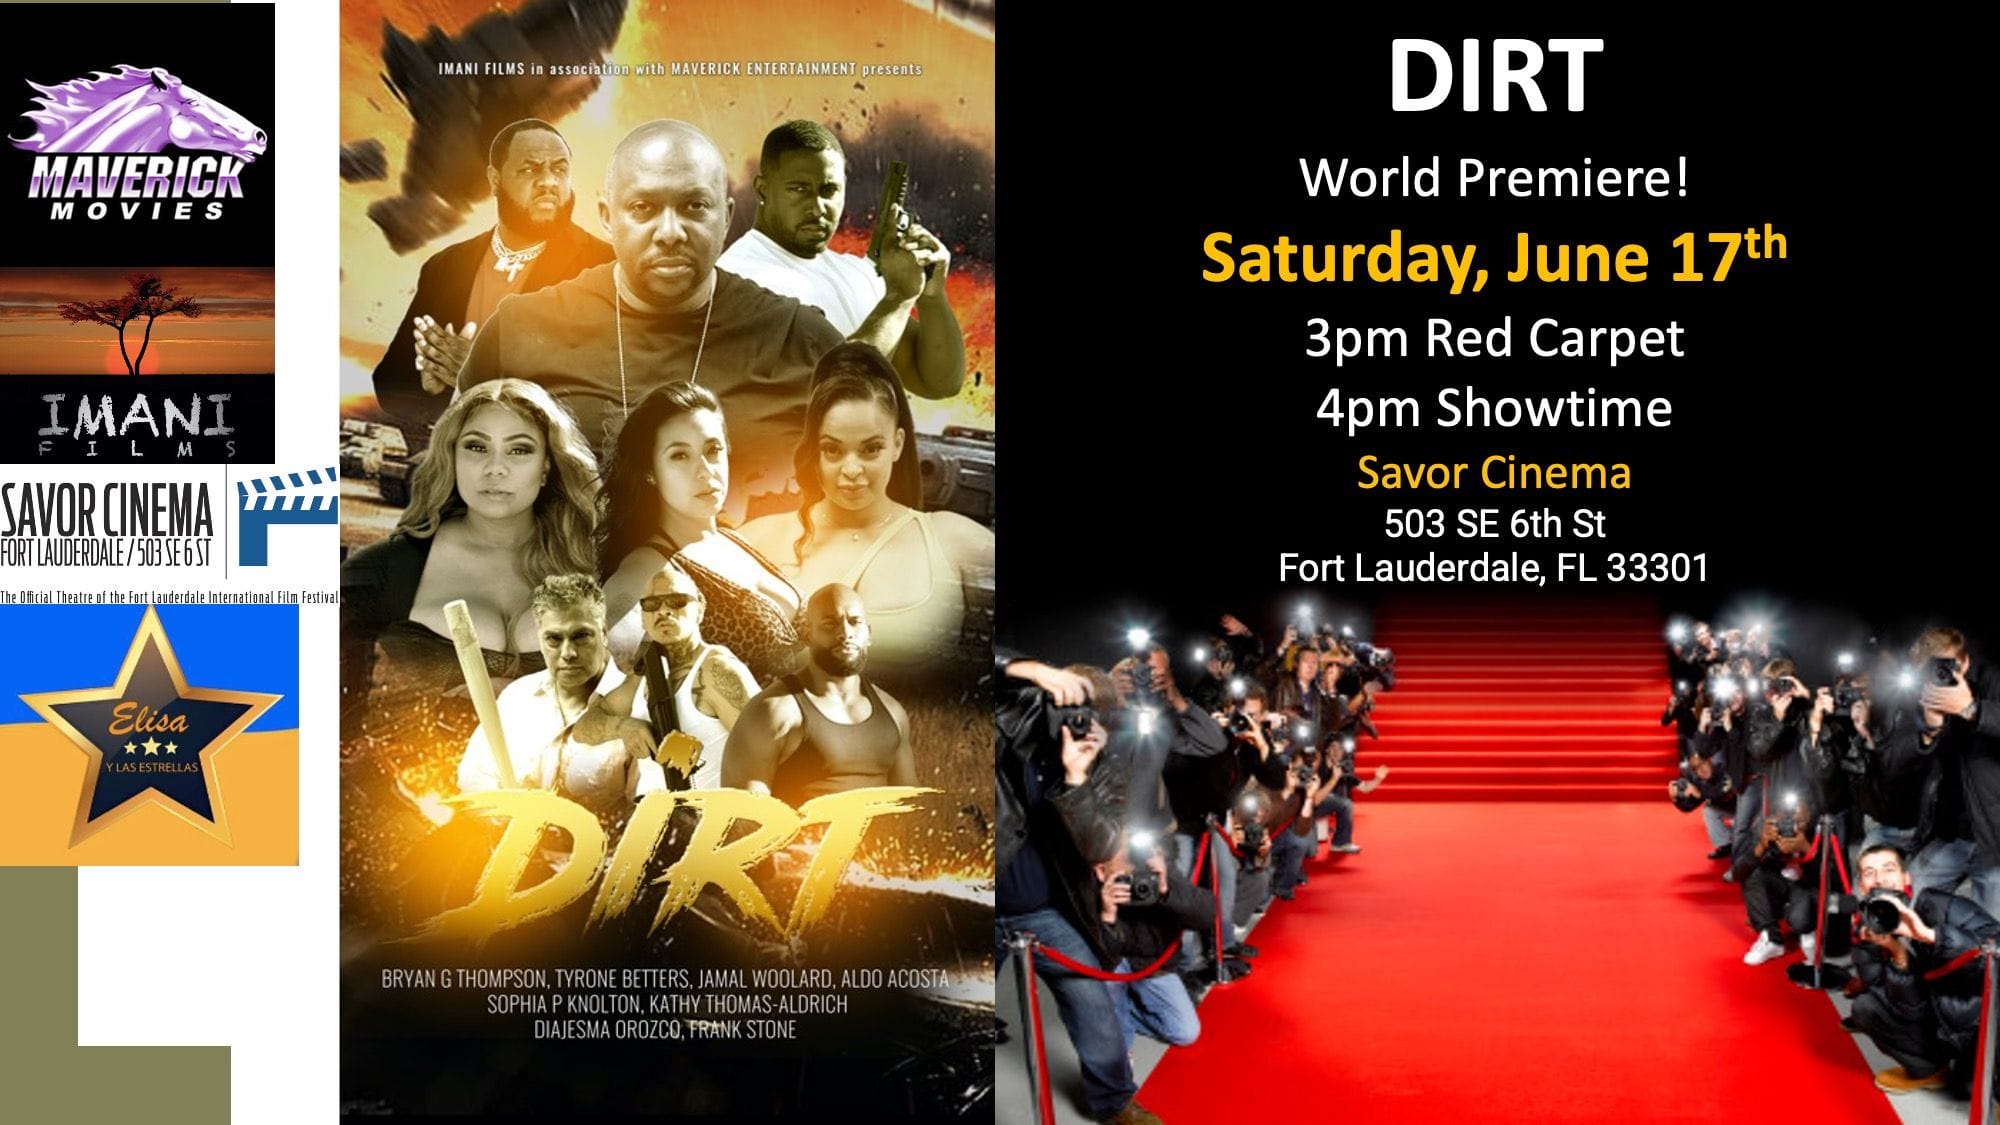 MAVERICK
MOVIES
IMANI
FILMS
SAVOR CINEMA
FORT LAUDERDALE / 503 SE 6 ST
The Official Theatre of the Fort Lauderdale International Film Festival
Elisa
Y LAS ESTRELLAS
IMANI FILMS in association with MAVERICK ENTERTAINMENT presents
DIRT
BRYAN G THOMPSON, TYRONE BETTERS, JAMAL WOOLARD, ALDO ACOSTA
SOPHIA P KNOLTON, KATHY THOMAS-ALDRICH
DIAJESMA OROZCO, FRANK STONE
DIRT
World Premiere!
Saturday, June 17th
3pm Red Carpet
4pm Showtime
Savor Cinema
503 SE 6th St
Fort Lauderdale, FL 33301